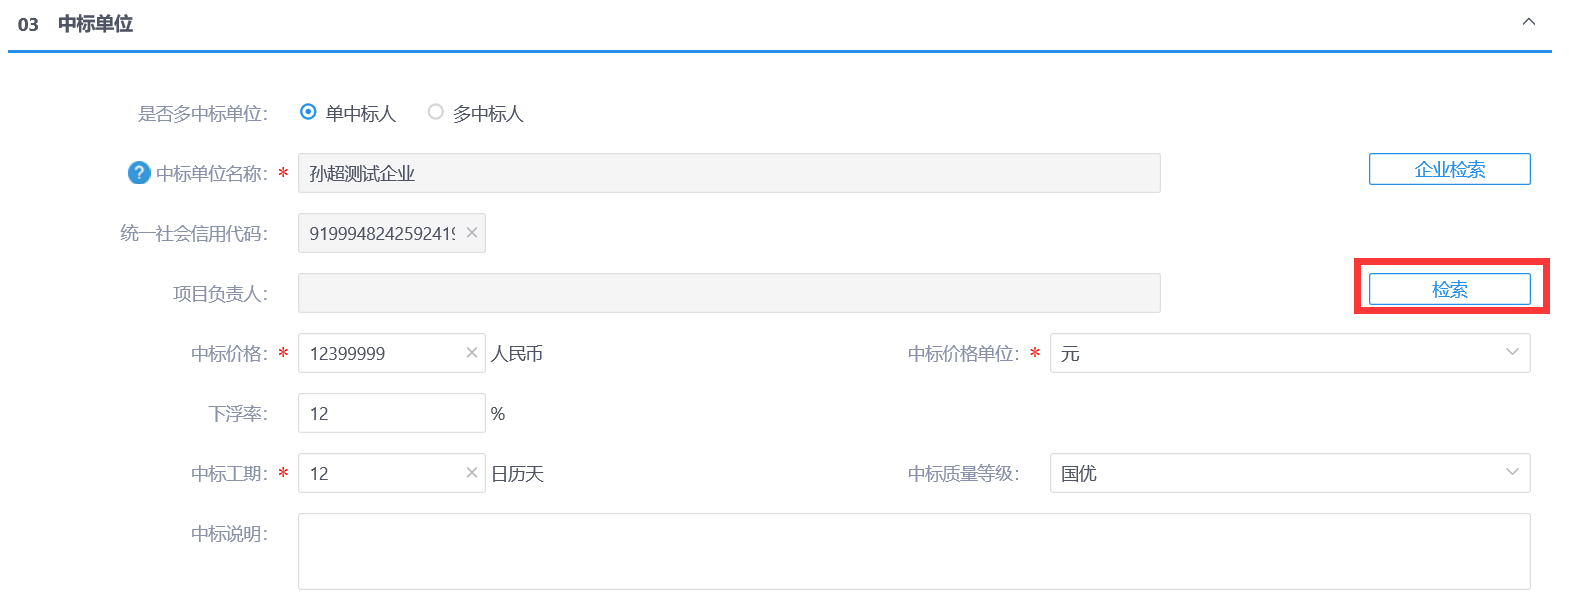 03 中标单位
是否多中标单位： 单中标人 多中标人
? 中标单位名称：* 孙超测试企业 企业检索
统一社会信用代码： 9199948242592419
项目负责人： 检索
中标价格：* 12399999 人民币 中标价格单位：* 元
下浮率： 12 %
中标工期：* 12 日历天 中标质量等级： 国优
中标说明：